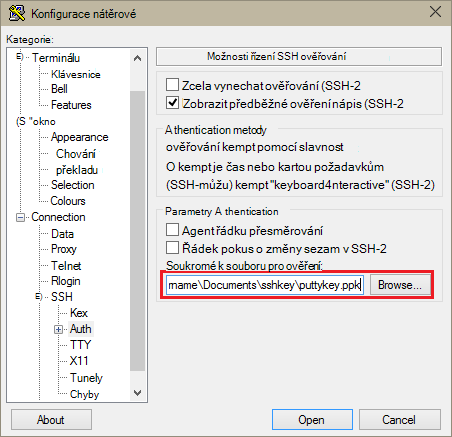 Konfigurace nátěrové
Kategorie:
Terminálu
Klávesnice
Bell
Features
(S "okno
Appearance
Chování
překladu
Selection
Colours
Connection
Data
Proxy
Telnet
Rlogin
SSH
Kex
Auth
TTY
X11
Tunely
Chyby
Možnosti řízení SSH ověřování
Zcela vynechat ověřování (SSH-2
Zobrazit předběžné ověření nápis (SSH-2
Athentication metody
ověřování kempt pomocí slavnost
O kempt je čas nebo kartou požadavkům
(SSH-můžu) kempt "keyboard4nteractive" (SSH-2)
Parametry A thentication
Agent řádku přesměrování
Řádek pokus o změny sezam v SSH-2
Soukromé k souboru pro ověření:
mame\Documents\sshkey\puttykey.ppk
Browse...
About
Open
Cancel